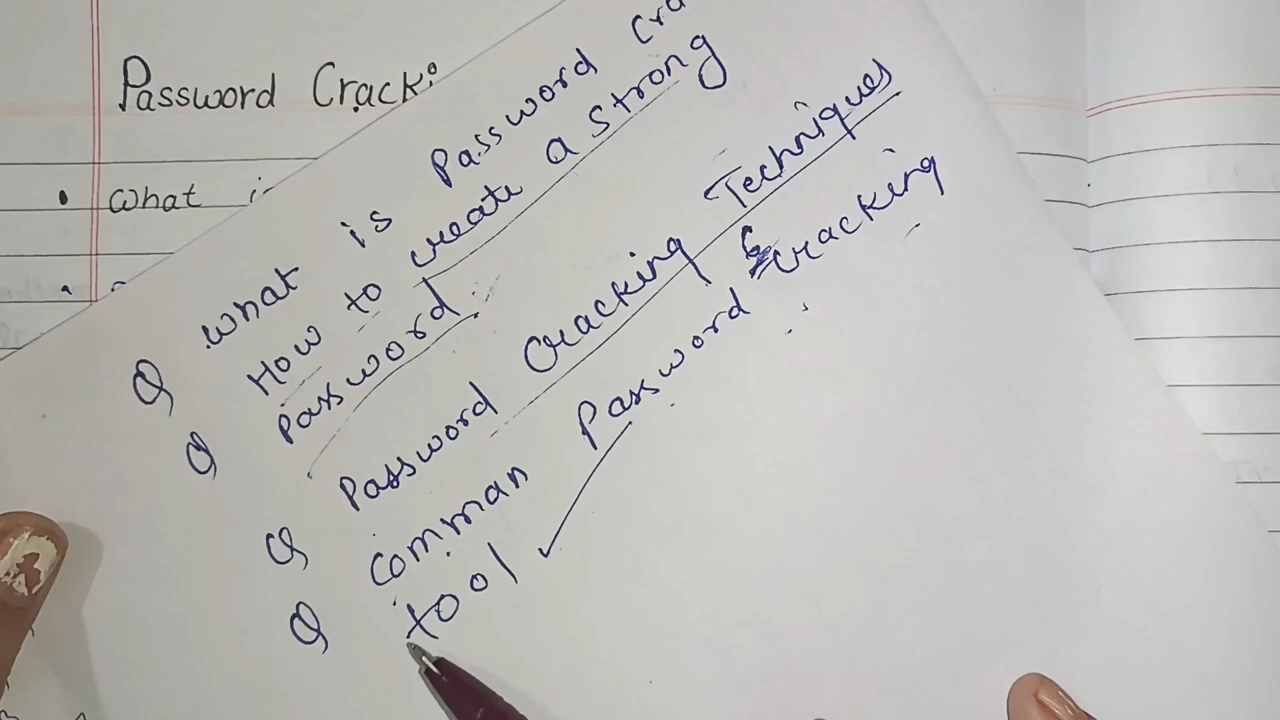 Password Crack
• What
Q What is Password Cra
Q How to create a strong
Password
Q Password Cracking Techniques
Q Comman Password Cracking
tool